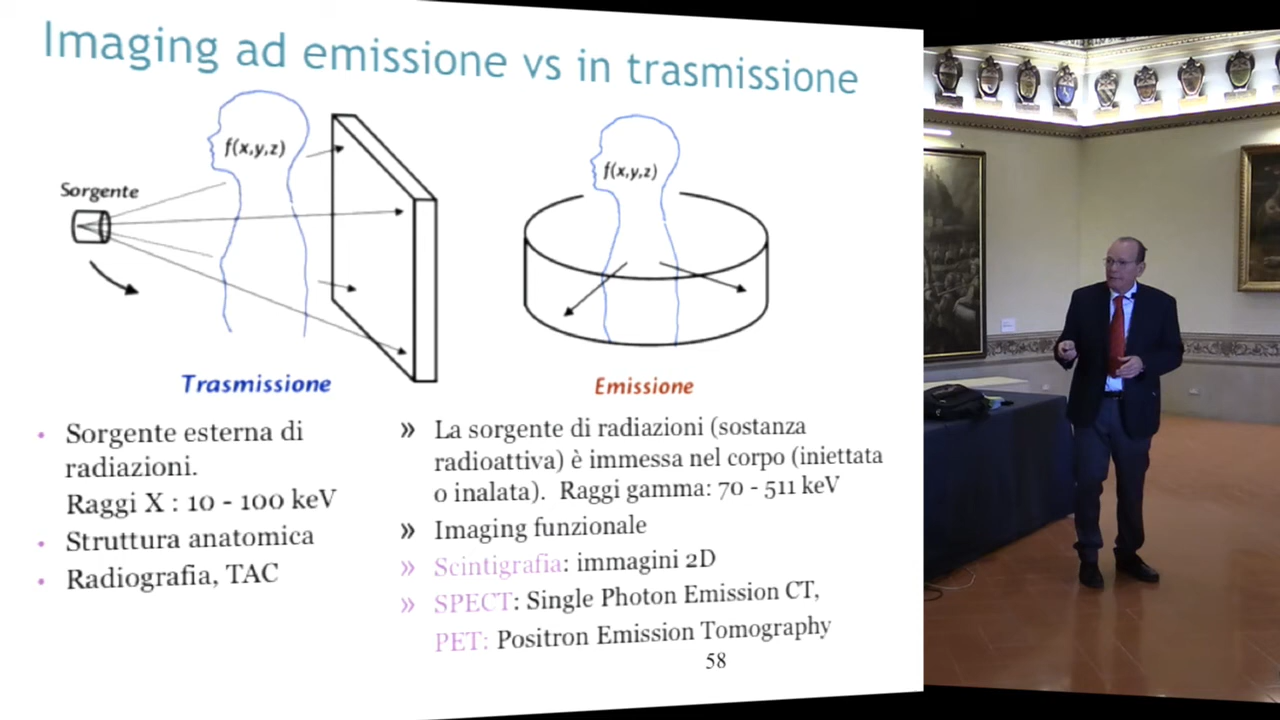 Imaging ad emissione vs in trasmissione
f(x,y,z)
Sorgente
Trasmissione
f(x,y,z)
Emissione
• Sorgente esterna di
radiazioni.
Raggi X : 10 - 100 keV
• Struttura anatomica
• Radiografia, TAC
» La sorgente di radiazioni (sostanza
radioattiva) è immessa nel corpo (iniettata
o inalata). Raggi gamma: 70 - 511 keV
» Imaging funzionale
» Scintigrafia: immagini 2D
» SPECT: Single Photon Emission CT,
PET: Positron Emission Tomography
58